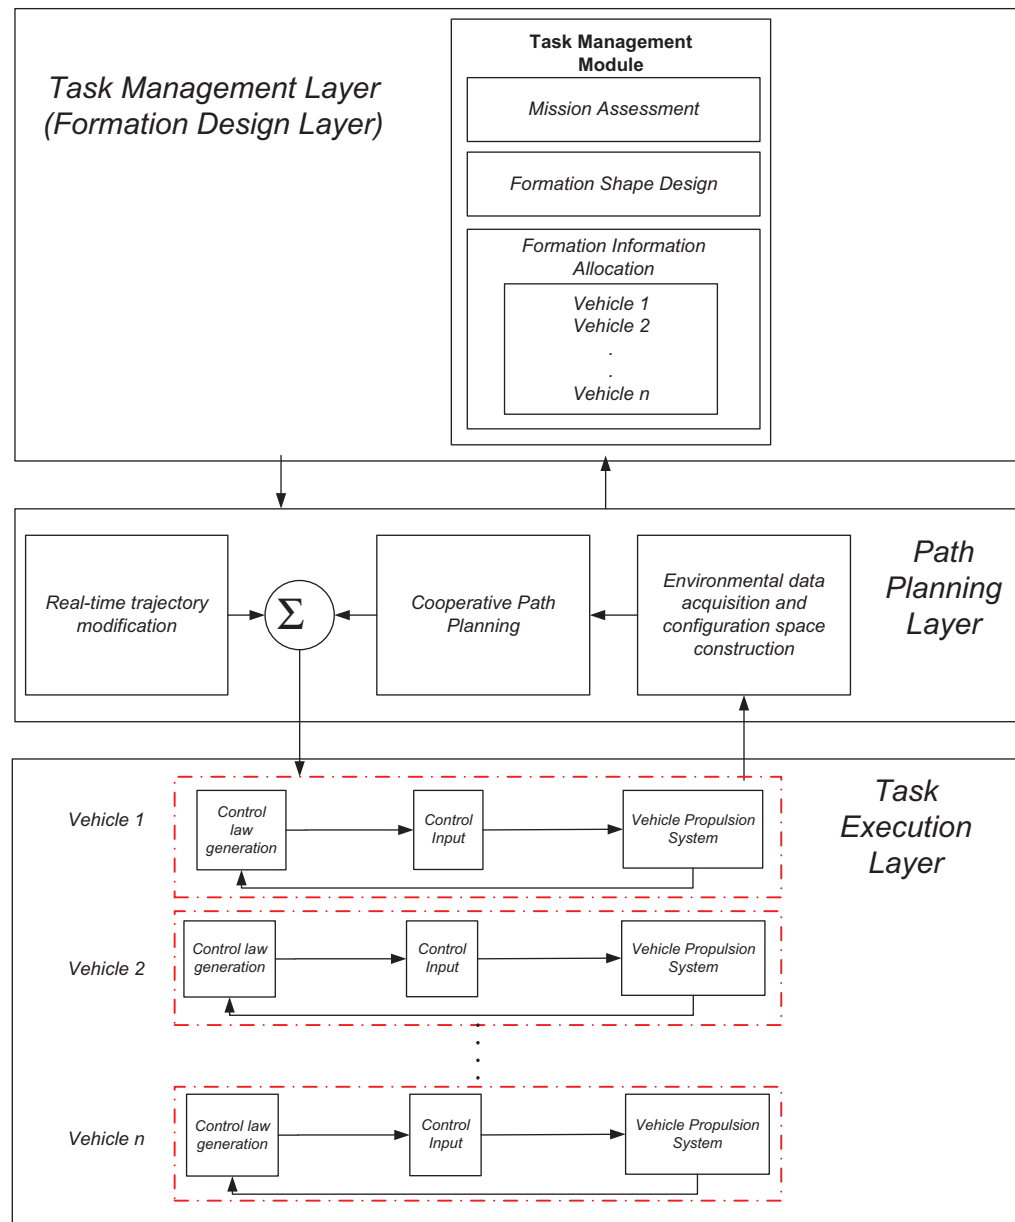 Task Management Layer
(Formation Design Layer)
Task Management
Module
Mission Assessment
Formation Shape Design
Formation Information
Allocation
Vehicle 1
Vehicle 2
.
.
Vehicle n
Real-time trajectory
modification
Σ
Cooperative Path
Planning
Environmental data
acquisition and
configuration space
construction
Path
Planning
Layer
Task
Execution
Layer
Vehicle 1
Control
law
generation
Control
Input
Vehicle Propulsion
System
Vehicle 2
Control law
generation
Control
Input
Vehicle Propulsion
System
Vehicle n
Control law
generation
Control
Input
Vehicle Propulsion
System